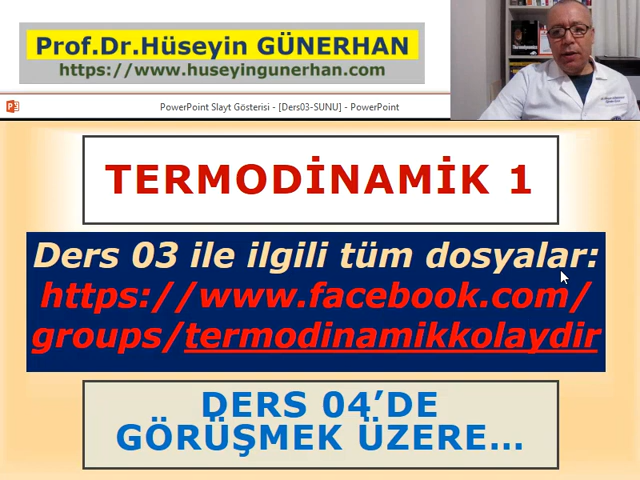 Prof.Dr.Hüseyin GÜNERHAN
https://www.huseyingunerhan.com
PowerPoint Slayt Gösterisi - [Ders03-SUNU] - PowerPoint
TERMODİNAMİK 1
Ders 03 ile ilgili tüm dosyalar:
https://www.facebook.com/
groups/termodinamikkolaydir
DERS 04’DE
GÖRÜŞMEK ÜZERE...